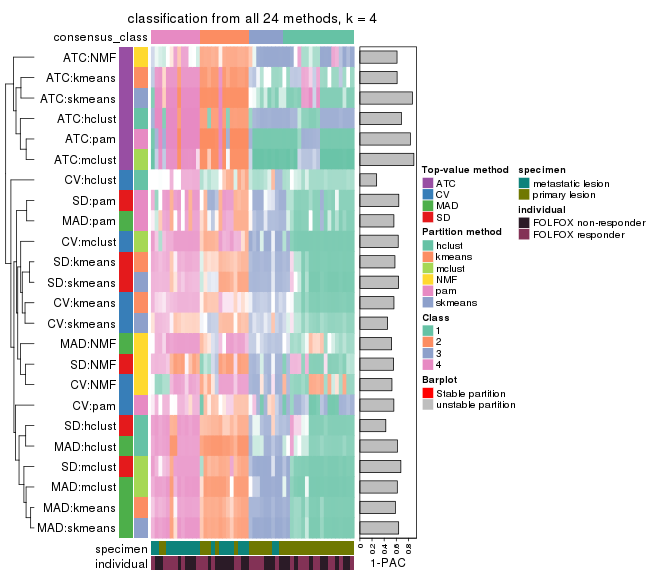 classification from all 24 methods, k = 4
consensus_class
ATC:NMF
ATC:kmeans
ATC:skmeans
ATC:hclust
ATC:pam
ATC:mclust
CV:hclust
SD:pam
MAD:pam
CV:mclust
SD:kmeans
SD:skmeans
CV:kmeans
CV:skmeans
MAD:NMF
SD:NMF
CV:NMF
CV:pam
SD:hclust
MAD:hclust
SD:mclust
MAD:mclust
MAD:kmeans
MAD:skmeans
specimen
individual
0 0.2 0.4 0.6 0.8
1-PAC
Top-value method
ATC
CV
MAD
SD
Partition method
hclust
kmeans
mclust
NMF
pam
skmeans
Class
1
2
3
4
Barplot
Stable partition
unstable partition
specimen
metastatic lesion
primary lesion
individual
FOLFOX non-responder
FOLFOX responder